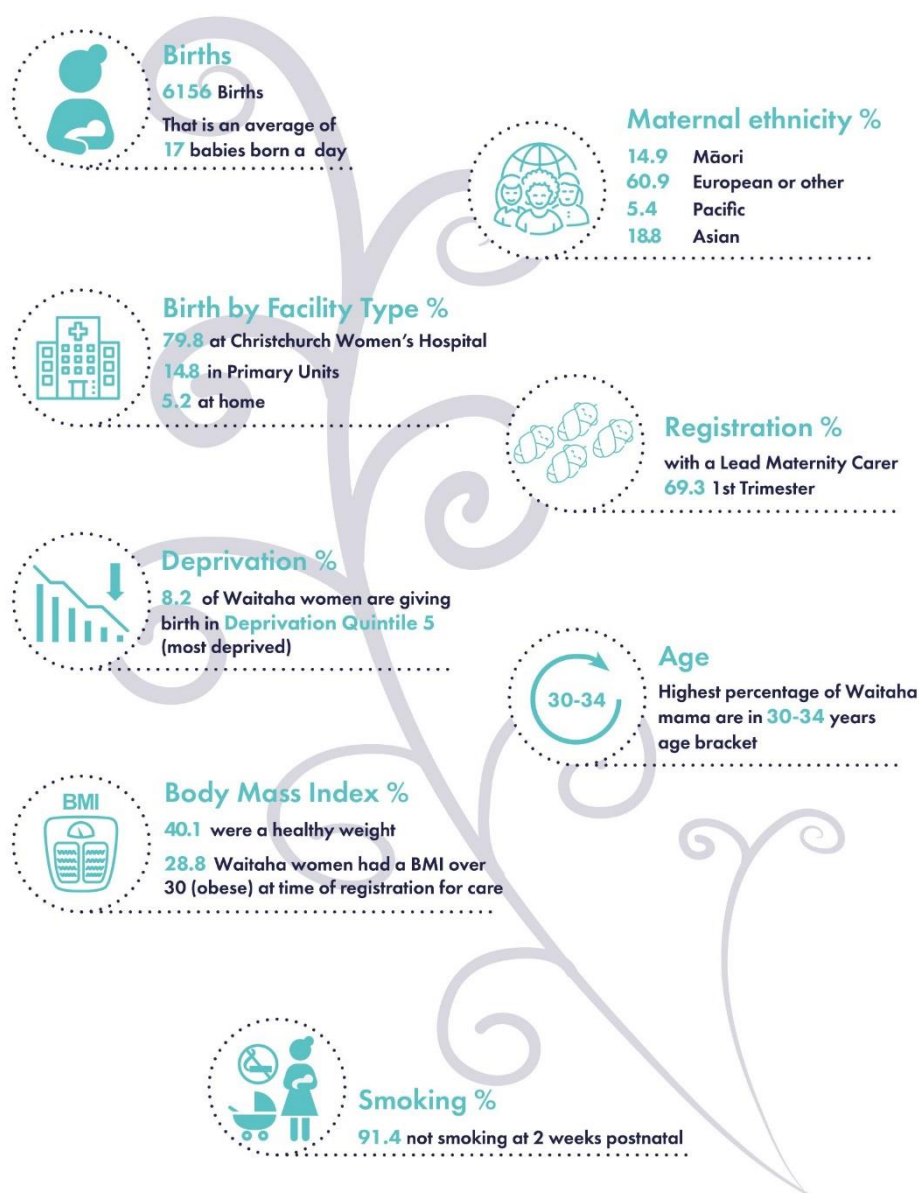 Births
6156 Births
That is an average of
17 babies born a day
Maternal ethnicity %
14.9 Māori
60.9 European or other
5.4 Pacific
18.8 Asian
Birth by Facility Type %
79.8 at Christchurch Women's Hospital
14.8 in Primary Units
5.2 at home
Registration %
with a Lead Maternity Carer
69.3 1st Trimester
Deprivation %
8.2 of Waitaha women are giving
birth in Deprivation Quintile 5
(most deprived)
30-34
Age
Highest percentage of Waitaha
mama are in 30-34 years
age bracket
BMI
Body Mass Index %
40.1 were a healthy weight
28.8 Waitaha women had a BMI over
30 (obese) at time of registration for care
Smoking %
91.4 not smoking at 2 weeks postnatal